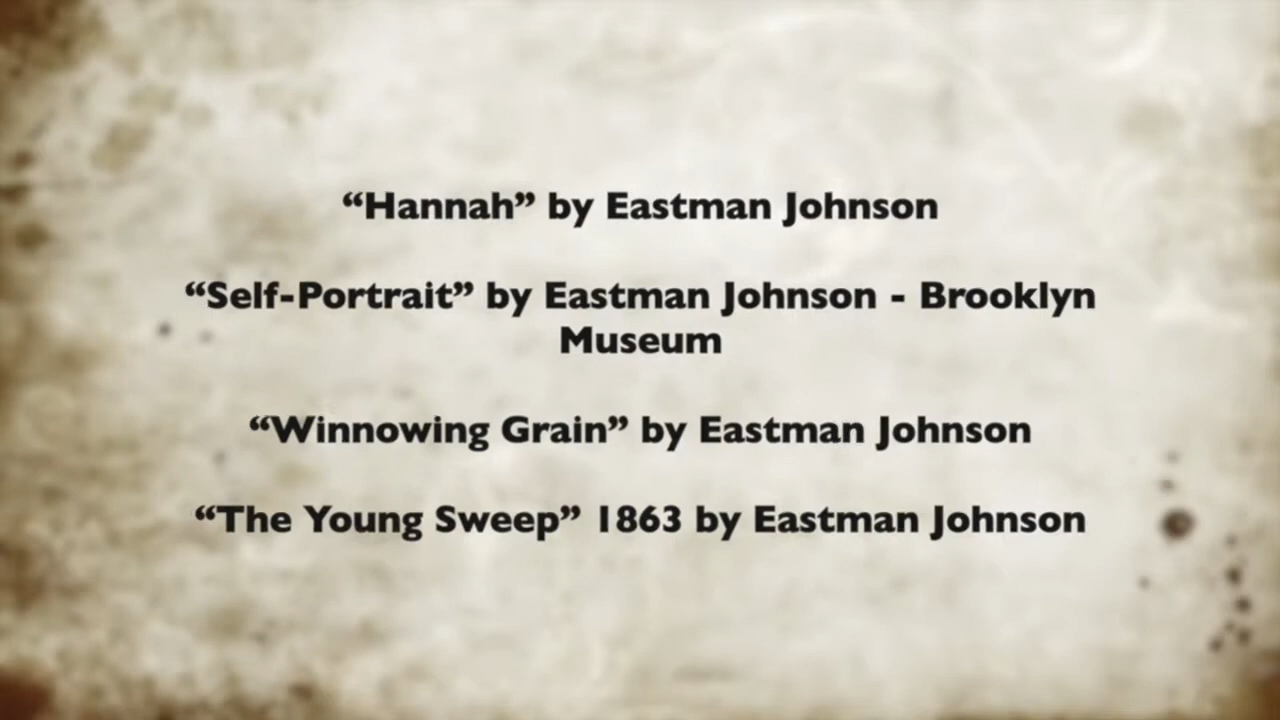 “Hannah” by Eastman Johnson
“Self-Portrait” by Eastman Johnson - Brooklyn
Museum
“Winnowing Grain” by Eastman Johnson
“The Young Sweep” 1863 by Eastman Johnson